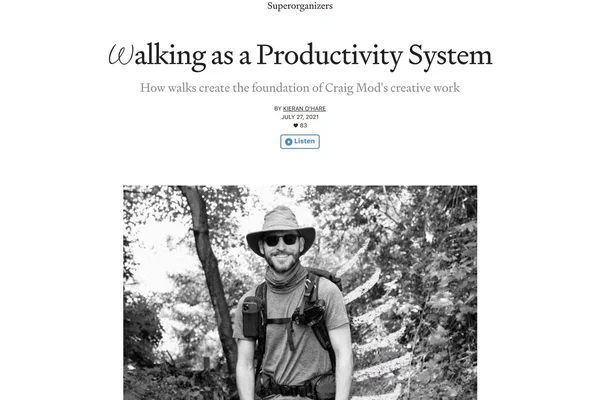 Superorganizers
Walking as a Productivity System
How walks create the foundation of Craig Mod's creative work
BY KIERAN O'HARE
JULY 27, 2021
♥ 83
Listen